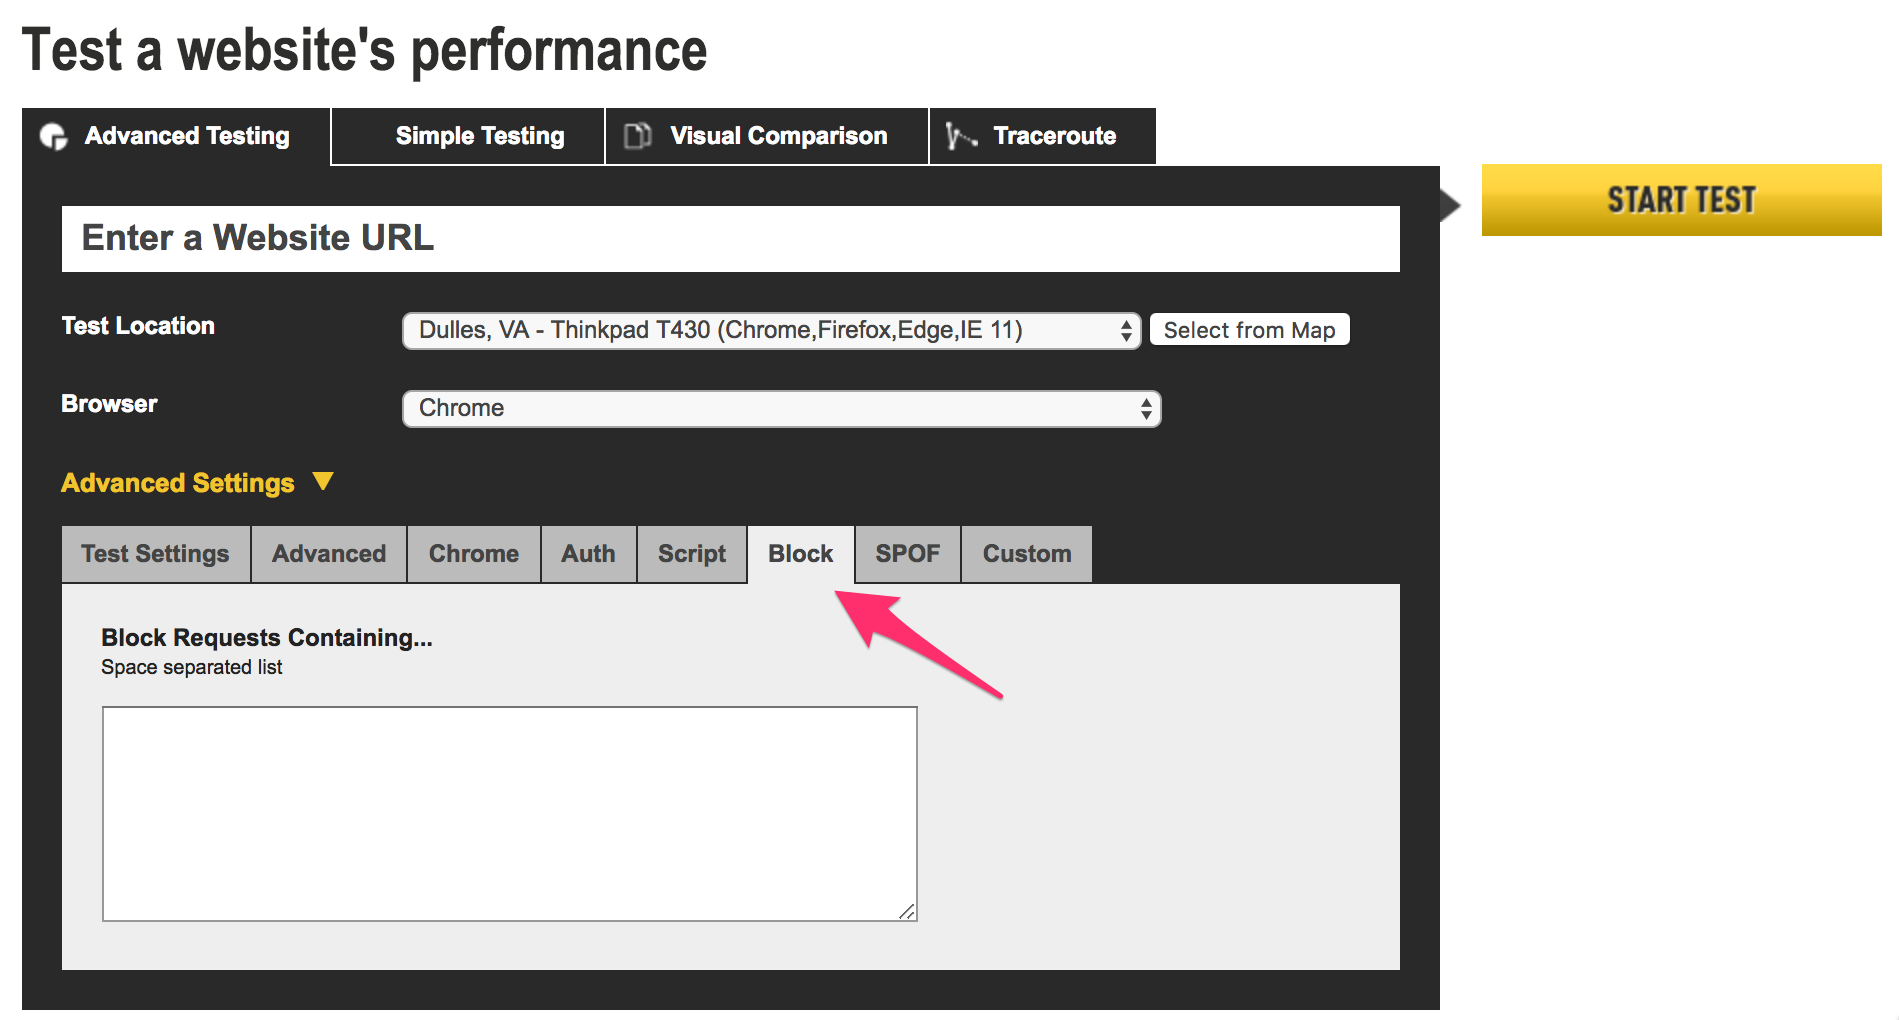 Test a website's performance
Advanced Testing
Simple Testing
Visual Comparison
Traceroute
START TEST
Enter a Website URL
Test Location
Dulles, VA - Thinkpad T430 (Chrome,Firefox,Edge,IE 11)
Select from Map
Browser
Chrome
Advanced Settings
Test Settings
Advanced
Chrome
Auth
Script
Block
SPOF
Custom
Block Requests Containing...
Space separated list